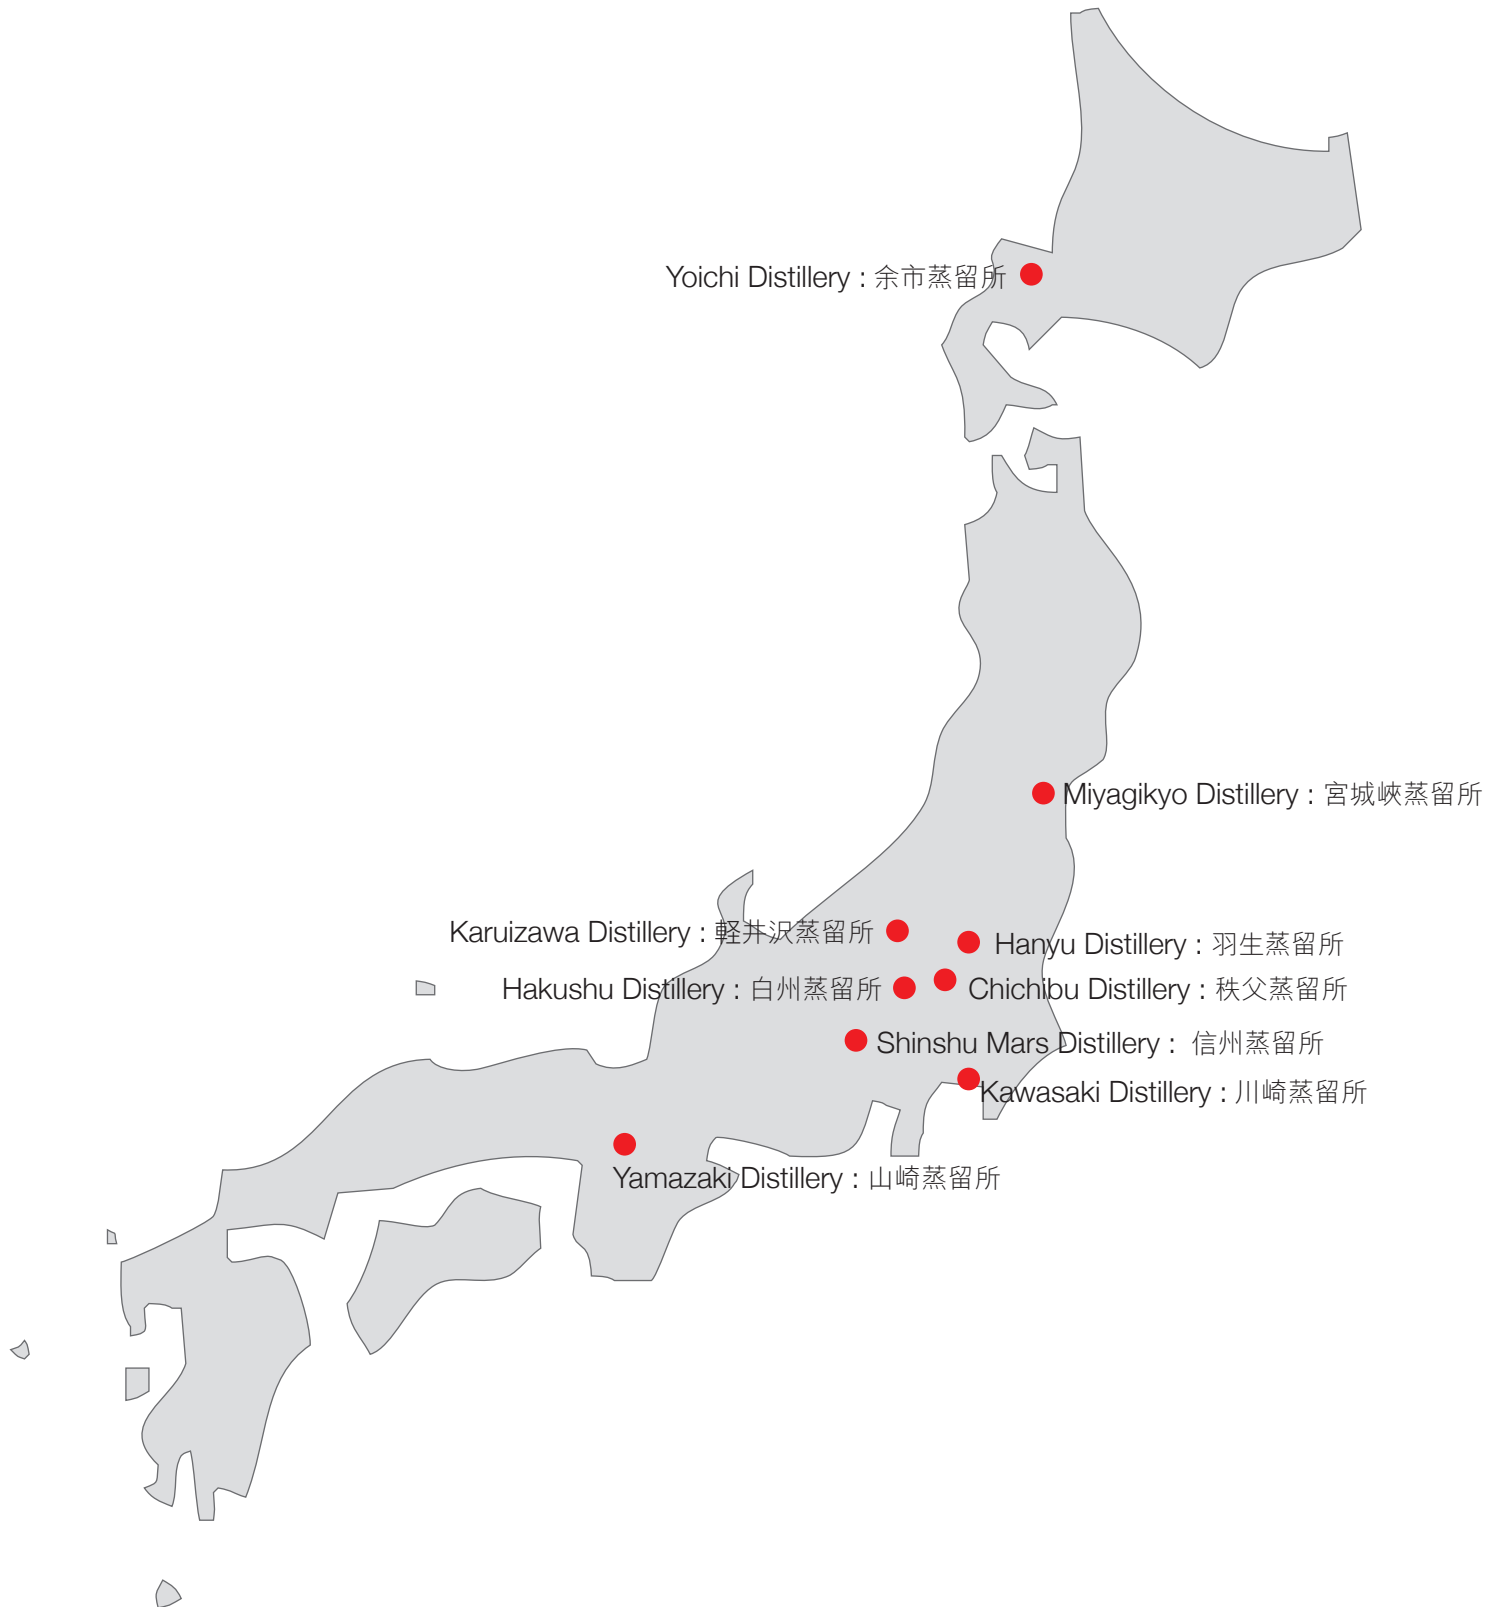 Yoichi Distillery : 余市蒸留所
Miyagikyo Distillery : 宮城峡蒸留所
Karuizawa Distillery : 軽井沢蒸留所
Hanyu Distillery : 羽生蒸留所
Hakushu Distillery : 白州蒸留所
Chichibu Distillery : 秩父蒸留所
Shinshu Mars Distillery : 信州蒸留所
Kawasaki Distillery : 川崎蒸留所
Yamazaki Distillery : 山崎蒸留所